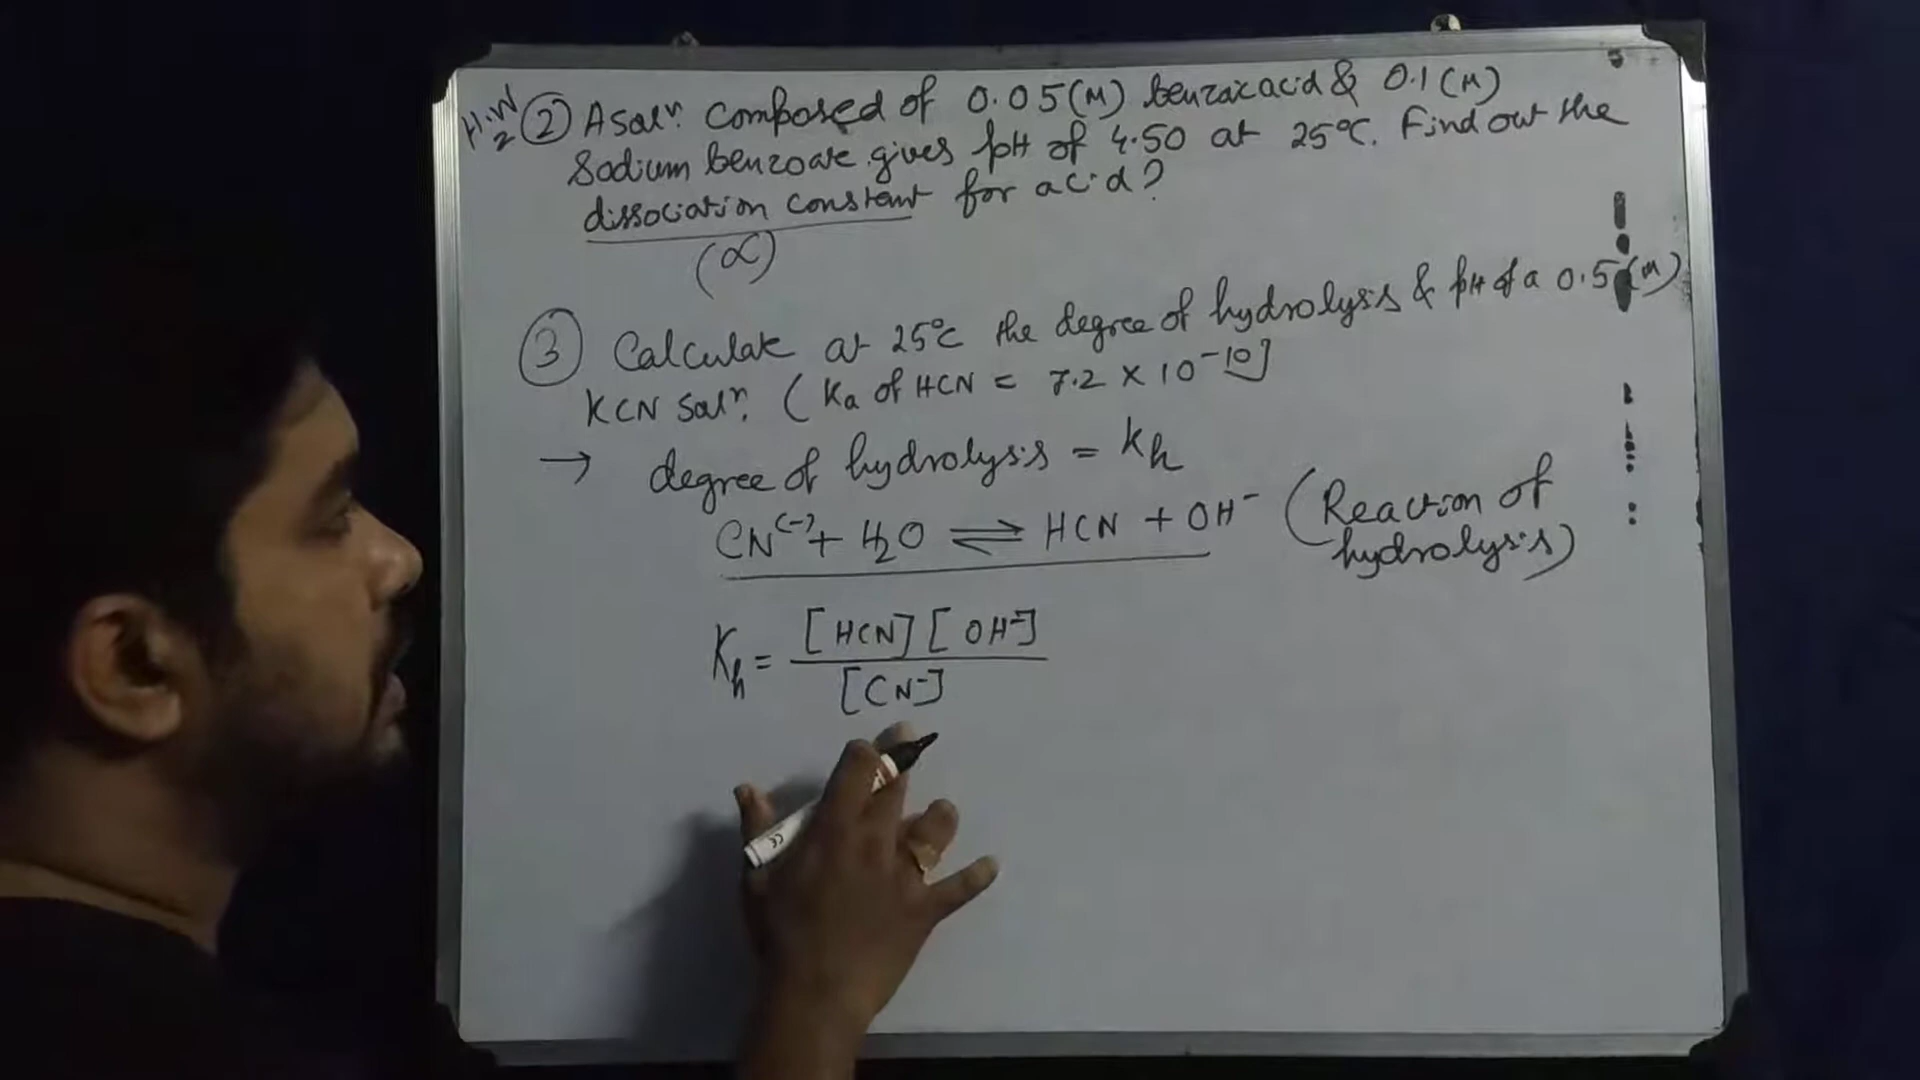 H.W 2 ② A solⁿ. composed of 0.05(M) benzoic acid & 0.1(M)
Sodium benzoate gives pH of 4.50 at 25°C. Find out the
dissociation constant for acid?
(α)
③ Calculate at 25°C the degree of hydrolysis & pH of a 0.5(M)
KCN solⁿ. (Ka of HCN = 7.2 × 10⁻¹⁰]
→ degree of hydrolysis = Kh
CN⁽⁻⁾ + H₂O ⇌ HCN + OH⁻ (Reaction of
hydrolysis)
Kh = [HCN][OH⁻]
[CN⁻]